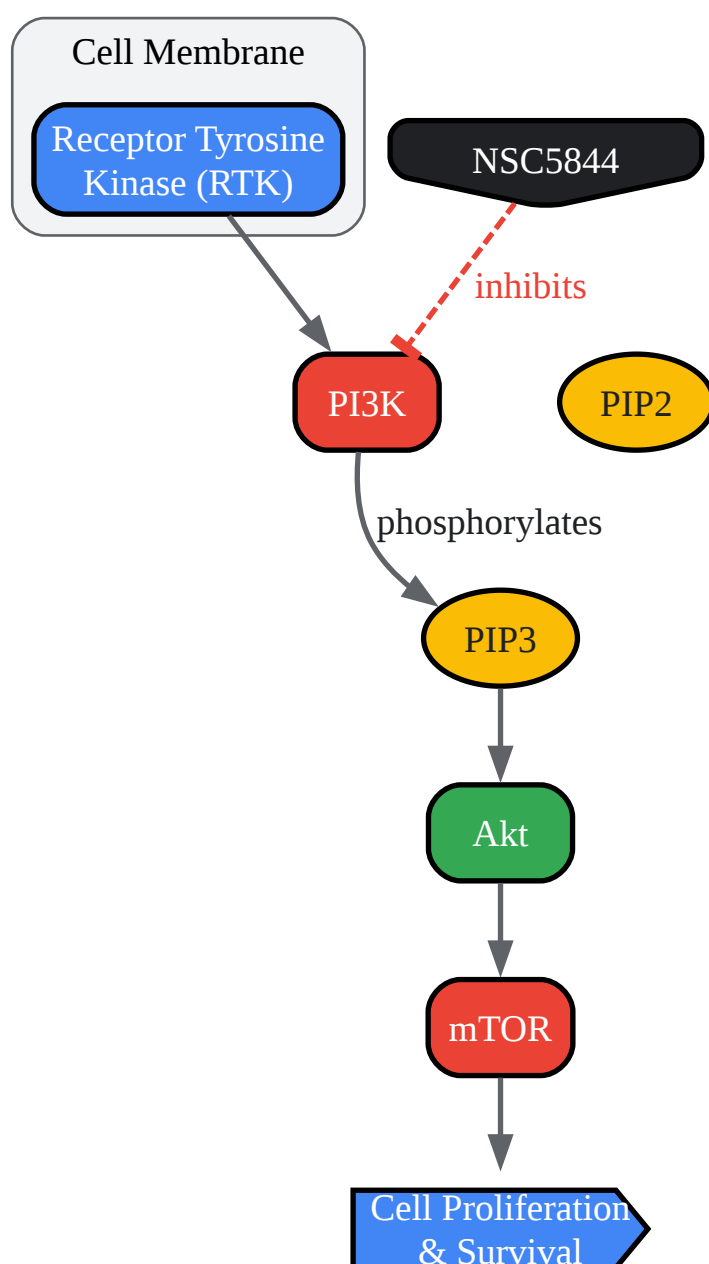 Cell Membrane
Receptor Tyrosine
Kinase (RTK)
NSC5844
inhibits
PI3K
PIP2
phosphorylates
PIP3
Akt
mTOR
Cell Proliferation
& Survival